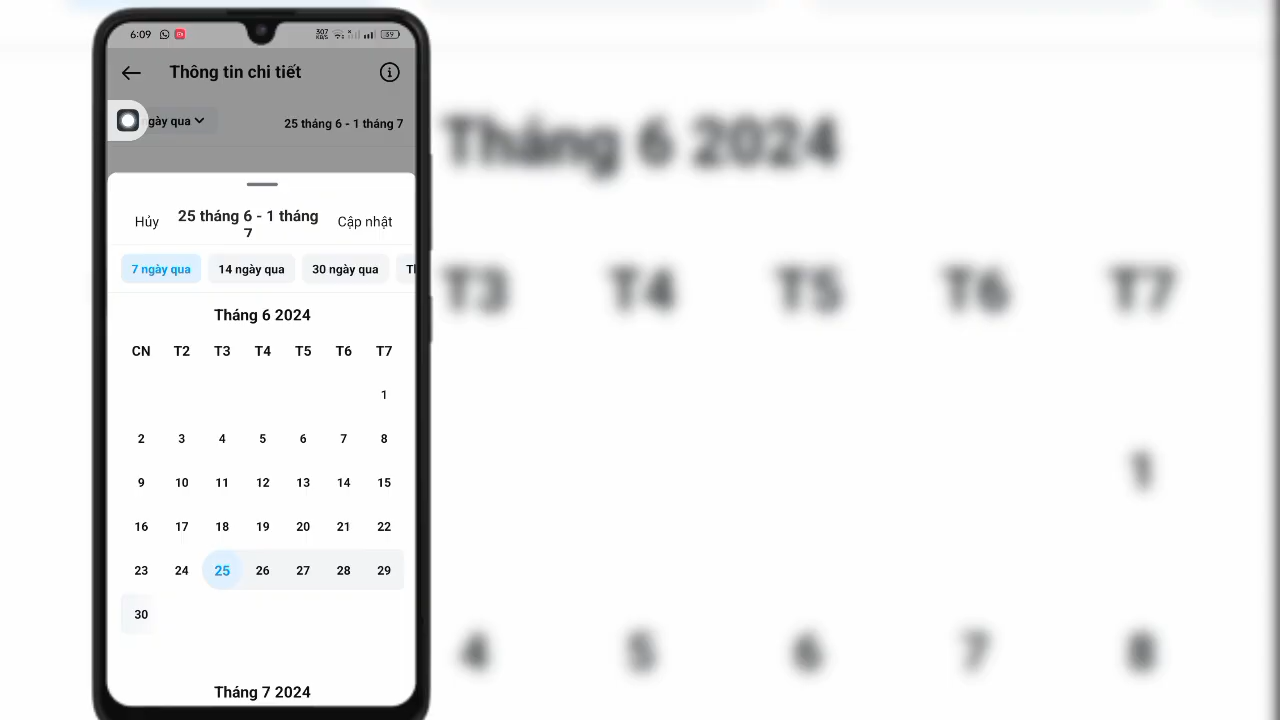 6:09 307 KB/S 89
Thông tin chi tiết
ngày qua 25 tháng 6 - 1 tháng 7
Hủy 25 tháng 6 - 1 tháng 7 Cập nhật
7 ngày qua 14 ngày qua 30 ngày qua
Tháng 6 2024
CN T2 T3 T4 T5 T6 T7
1
2 3 4 5 6 7 8
9 10 11 12 13 14 15
16 17 18 19 20 21 22
23 24 25 26 27 28 29
30
Tháng 7 2024
Tháng 6 2024
T3 T4 T5 T6 T7
1
4 5 6 7 8